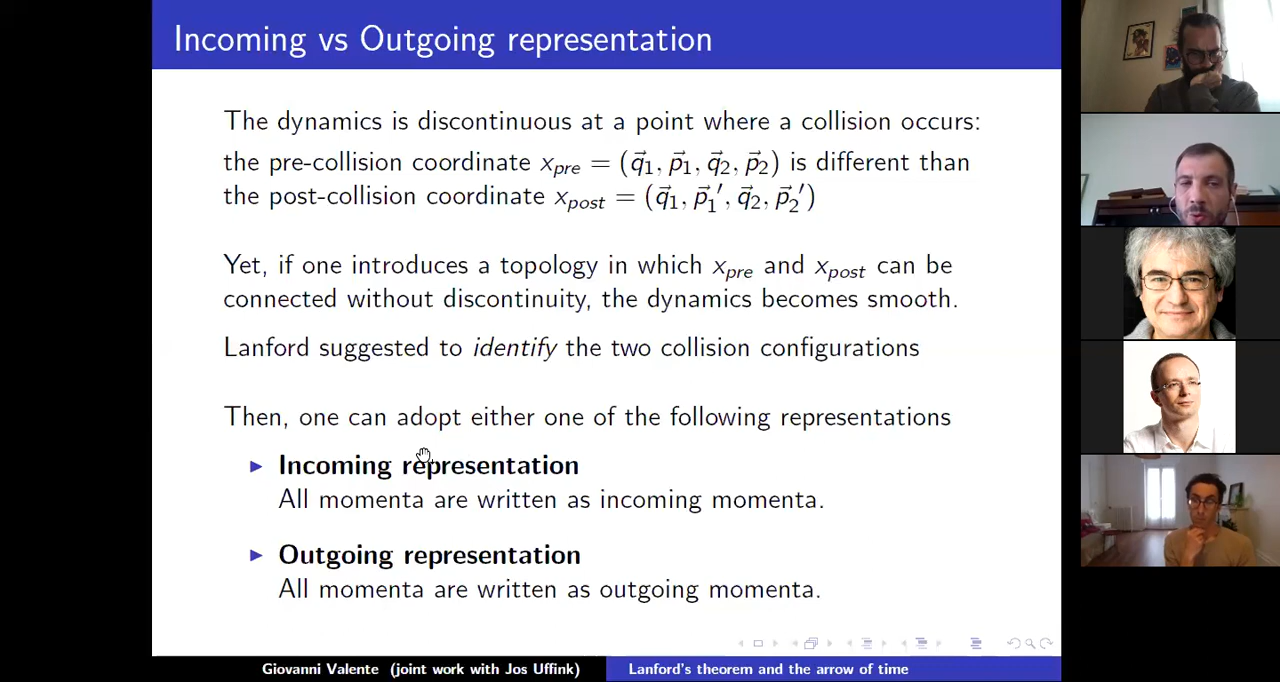 Incoming vs Outgoing representation
The dynamics is discontinuous at a point where a collision occurs:
the pre-collision coordinate x_pre = (q⃗1, p⃗1, q⃗2, p⃗2) is different than
the post-collision coordinate x_post = (q⃗1, p⃗1′, q⃗2, p⃗2′)
Yet, if one introduces a topology in which x_pre and x_post can be
connected without discontinuity, the dynamics becomes smooth.
Lanford suggested to identify the two collision configurations
Then, one can adopt either one of the following representations
▶ Incoming representation
All momenta are written as incoming momenta.
▶ Outgoing representation
All momenta are written as outgoing momenta.
Giovanni Valente (joint work with Jos Uffink) Lanford's theorem and the arrow of time